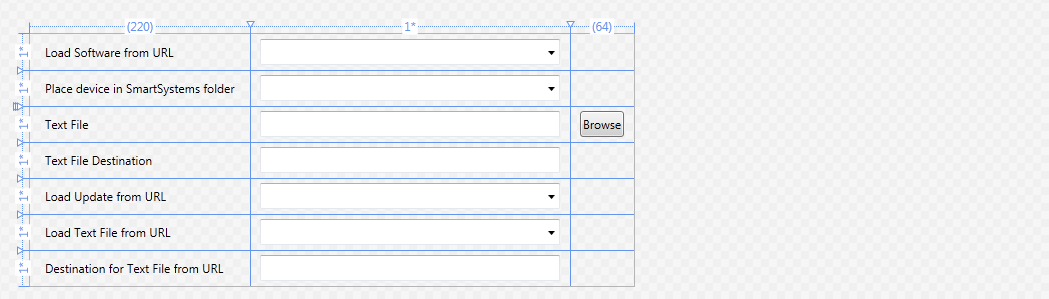 (220) 1* (64)
1* Load Software from URL
1* Place device in SmartSystems folder
1* Text File Browse
1* Text File Destination
1* Load Update from URL
1* Load Text File from URL
1* Destination for Text File from URL